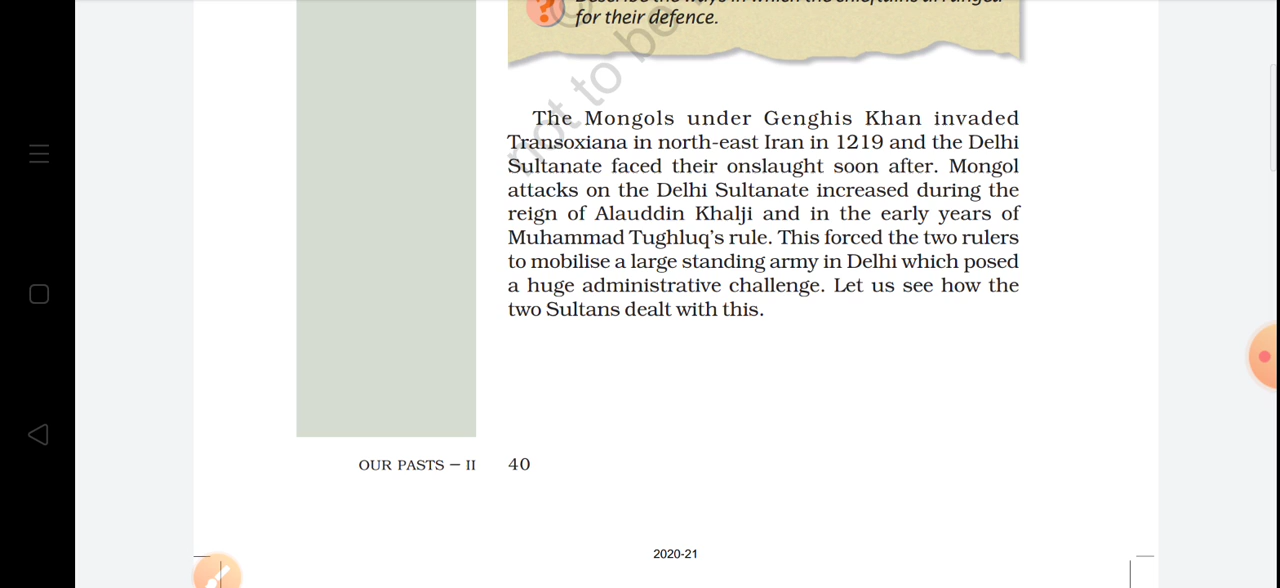 for their defence.
not to be
The Mongols under Genghis Khan invaded
Transoxiana in north-east Iran in 1219 and the Delhi
Sultanate faced their onslaught soon after. Mongol
attacks on the Delhi Sultanate increased during the
reign of Alauddin Khalji and in the early years of
Muhammad Tughluq's rule. This forced the two rulers
to mobilise a large standing army in Delhi which posed
a huge administrative challenge. Let us see how the
two Sultans dealt with this.
OUR PASTS – II 40
2020-21